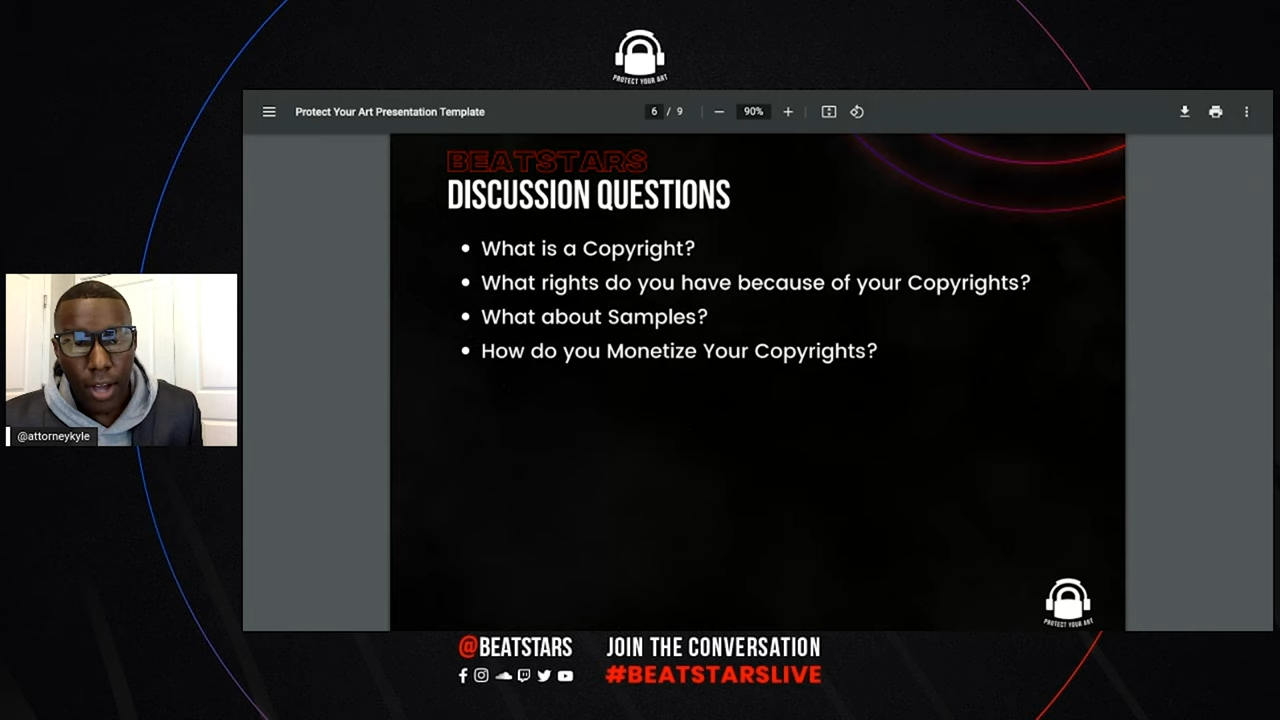 PROTECT YOUR ART
Protect Your Art Presentation Template
6 / 9
90%
BEATSTARS
DISCUSSION QUESTIONS
• What is a Copyright?
• What rights do you have because of your Copyrights?
• What about Samples?
• How do you Monetize Your Copyrights?
@attorneykyle
PROTECT YOUR ART
@BEATSTARS
JOIN THE CONVERSATION
#BEATSTARSLIVE